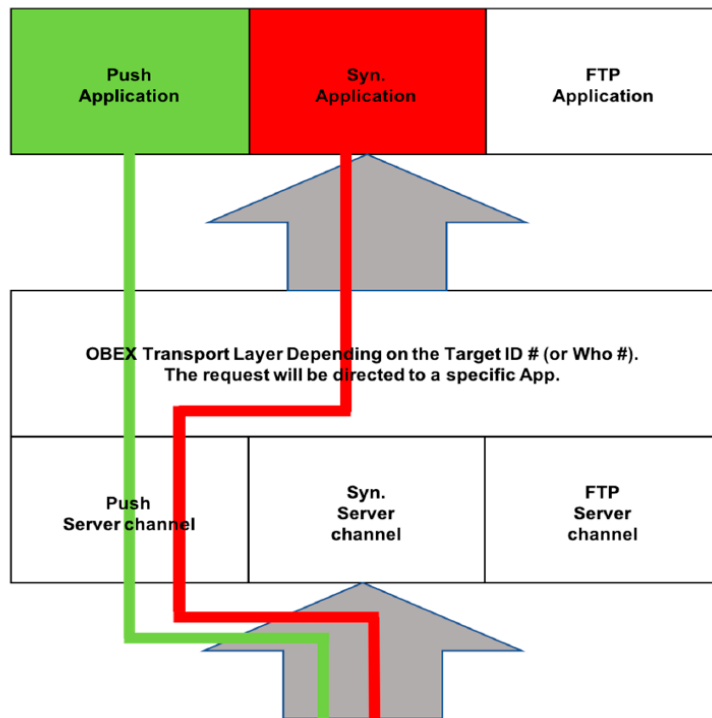 Push
Application
Syn.
Application
FTP
Application
OBEX Transport Layer Depending on the Target ID # (or Who #).
The request will be directed to a specific App.
Push
Server channel
Syn.
Server
channel
FTP
Server
channel